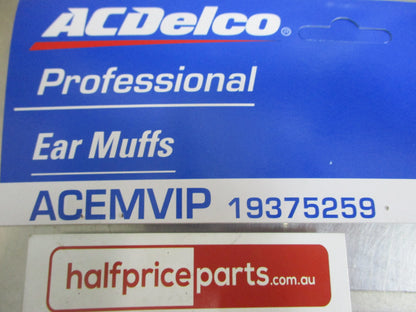 ACDelco®
Professional
Ear Muffs
ACEMVIP 19375259
halfpriceparts.com.au